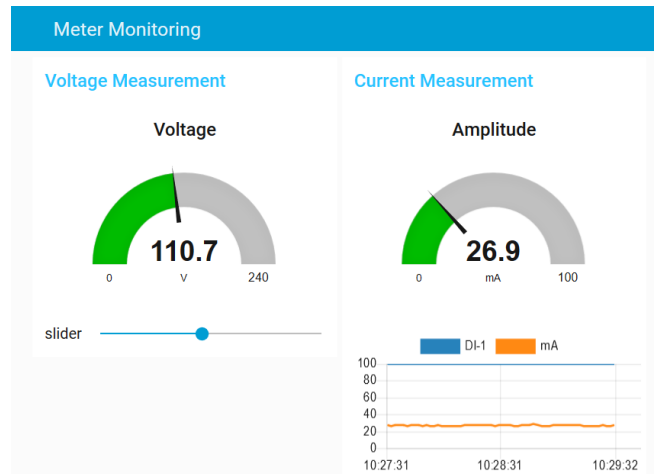 Meter Monitoring
Voltage Measurement
Voltage
110.7
0 V 240
slider
Current Measurement
Amplitude
26.9
0 mA 100
DI-1 mA
100
80
60
40
20
0
10:27:31 10:28:31 10:29:32